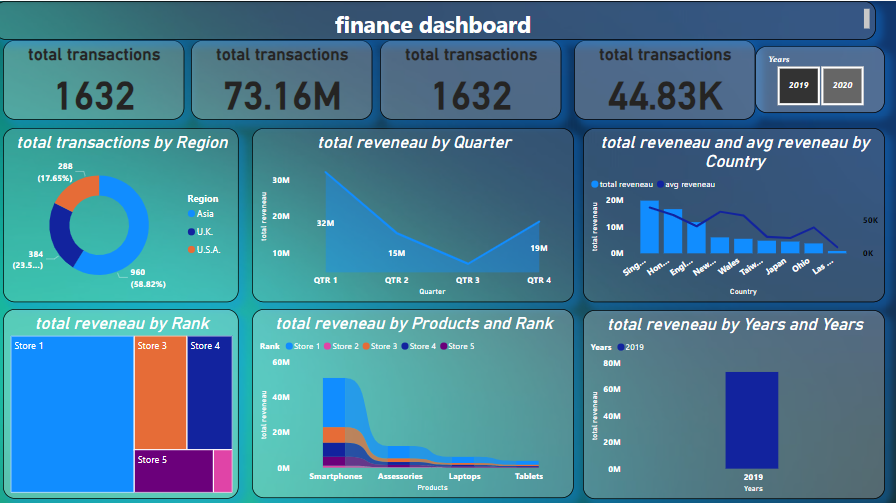 finance dashboard
total transactions
1632
total transactions
73.16M
total transactions
1632
total transactions
44.83K
Years
2019
2020
total transactions by Region
288
(17.65%)
384
(23.5...)
960
(58.82%)
Region
Asia
U.K.
U.S.A.
total reveneau by Quarter
total reveneau
30M
20M
10M
32M
15M
19M
QTR 1
QTR 2
QTR 3
QTR 4
Quarter
total reveneau and avg reveneau by
Country
total reveneau
avg reveneau
total reveneau
20M
10M
0M
50K
0K
Sing...
Hon...
Engl...
New...
Wales
Taiw...
Japan
Ohio
Las ...
Country
total reveneau by Rank
Store 1
Store 3
Store 4
Store 5
total reveneau by Products and Rank
Rank
Store 1
Store 2
Store 3
Store 4
Store 5
total reveneau
60M
40M
20M
0M
Smartphones
Assessories
Laptops
Tablets
Products
total reveneau by Years and Years
Years
2019
total reveneau
80M
60M
40M
20M
0M
2019
Years